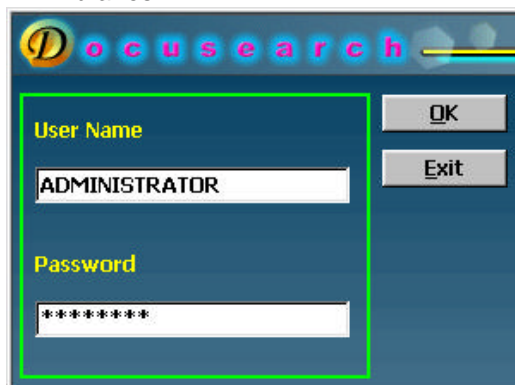 Docusearch
OK
User Name
Exit
ADMINISTRATOR
Password
********